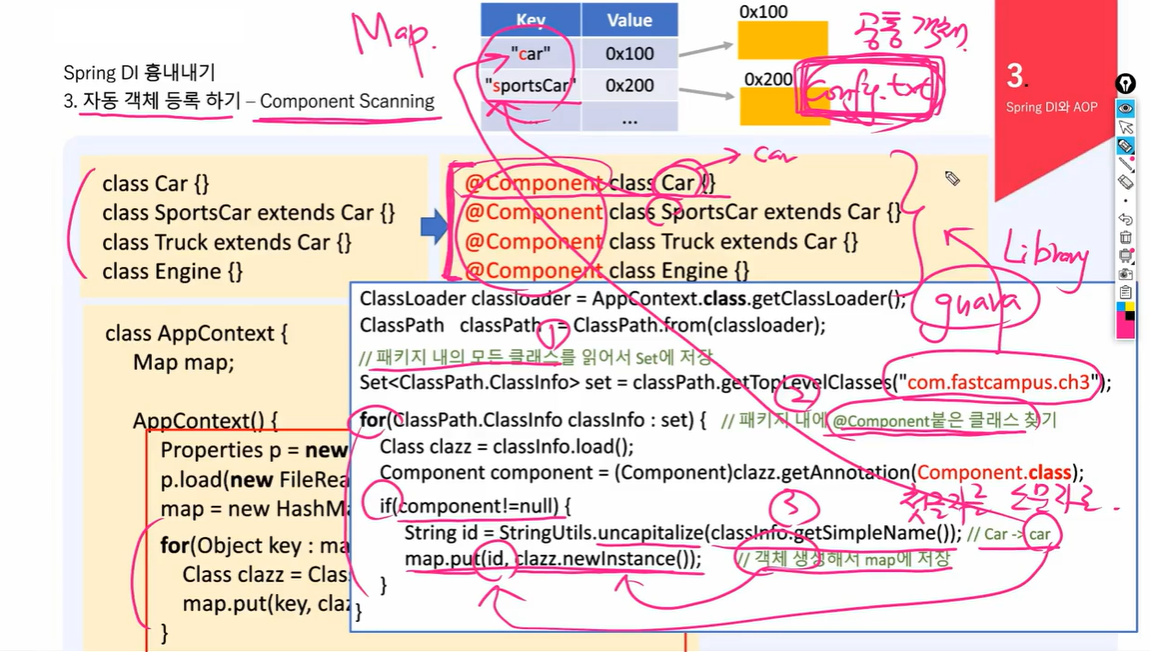 Map.
Key Value
"car" 0x100
"sportsCar" 0x200
...
0x100
0x200
공통 객체.
Config.txt
3.
Spring DI와 AOP
Spring DI 흉내내기
3. 자동 객체 등록 하기 – Component Scanning
class Car {}
class SportsCar extends Car {}
class Truck extends Car {}
class Engine {}
@Component class Car {}
@Component class SportsCar extends Car {}
@Component class Truck extends Car {}
@Component class Engine {}
car
Library
guava
class AppContext {
Map map;
AppContext() {
Properties p = new
p.load(new FileRea
map = new HashM
for(Object key : ma
Class clazz = Clas
map.put(key, cla
}
ClassLoader classloader = AppContext.class.getClassLoader();
ClassPath classPath = ClassPath.from(classloader);
①
// 패키지 내의 모든 클래스를 읽어서 Set에 저장
Set<ClassPath.ClassInfo> set = classPath.getTopLevelClasses("com.fastcampus.ch3");
②
for(ClassPath.ClassInfo classInfo : set) { // 패키지 내에 @Component붙은 클래스 찾기
Class clazz = classInfo.load();
Component component = (Component)clazz.getAnnotation(Component.class);
if(component!=null) {
③
첫글자를 소문자로.
String id = StringUtils.uncapitalize(classInfo.getSimpleName()); // Car -> car
map.put(id, clazz.newInstance()); // 객체 생성해서 map에 저장
}
}